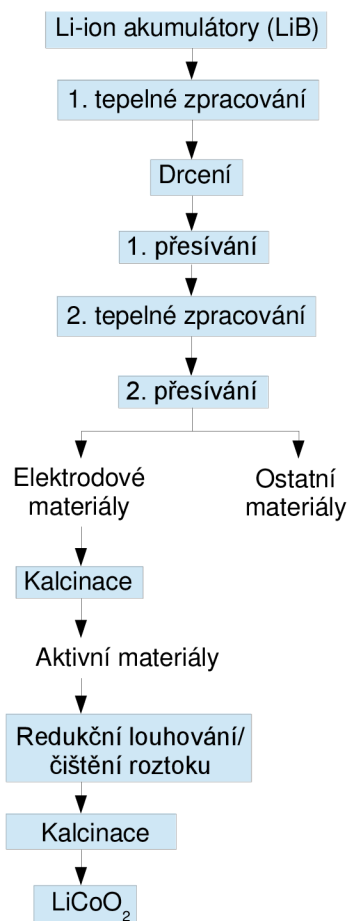 Li-ion akumulátory (LiB)
1. tepelné zpracování
Drcení
1. přesívání
2. tepelné zpracování
2. přesívání
Elektrodové
materiály
Ostatní
materiály
Kalcinace
Aktivní materiály
Redukční louhování/
čištění roztoku
Kalcinace
LiCoO₂